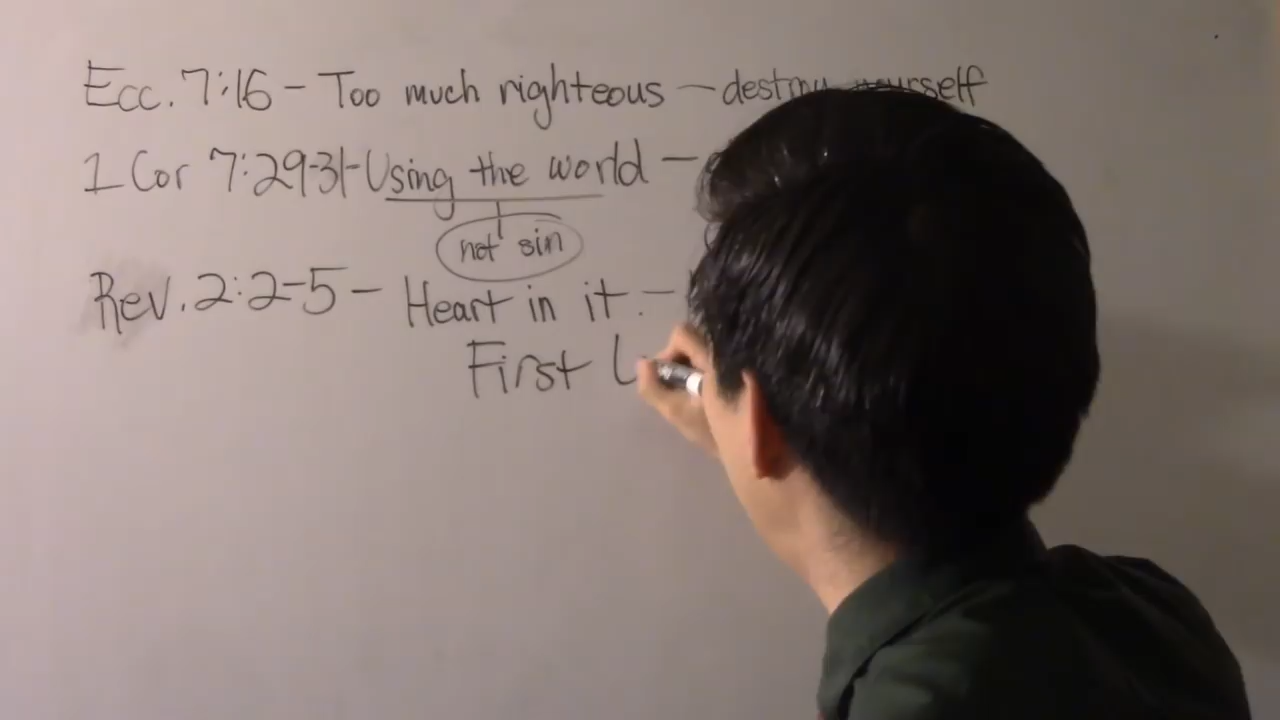 Ecc. 7:16 - Too much righteous - destroy yourself
1 Cor 7:29-31 - Using the world -
not sin
Rev. 2:2-5 - Heart in it. -
First L